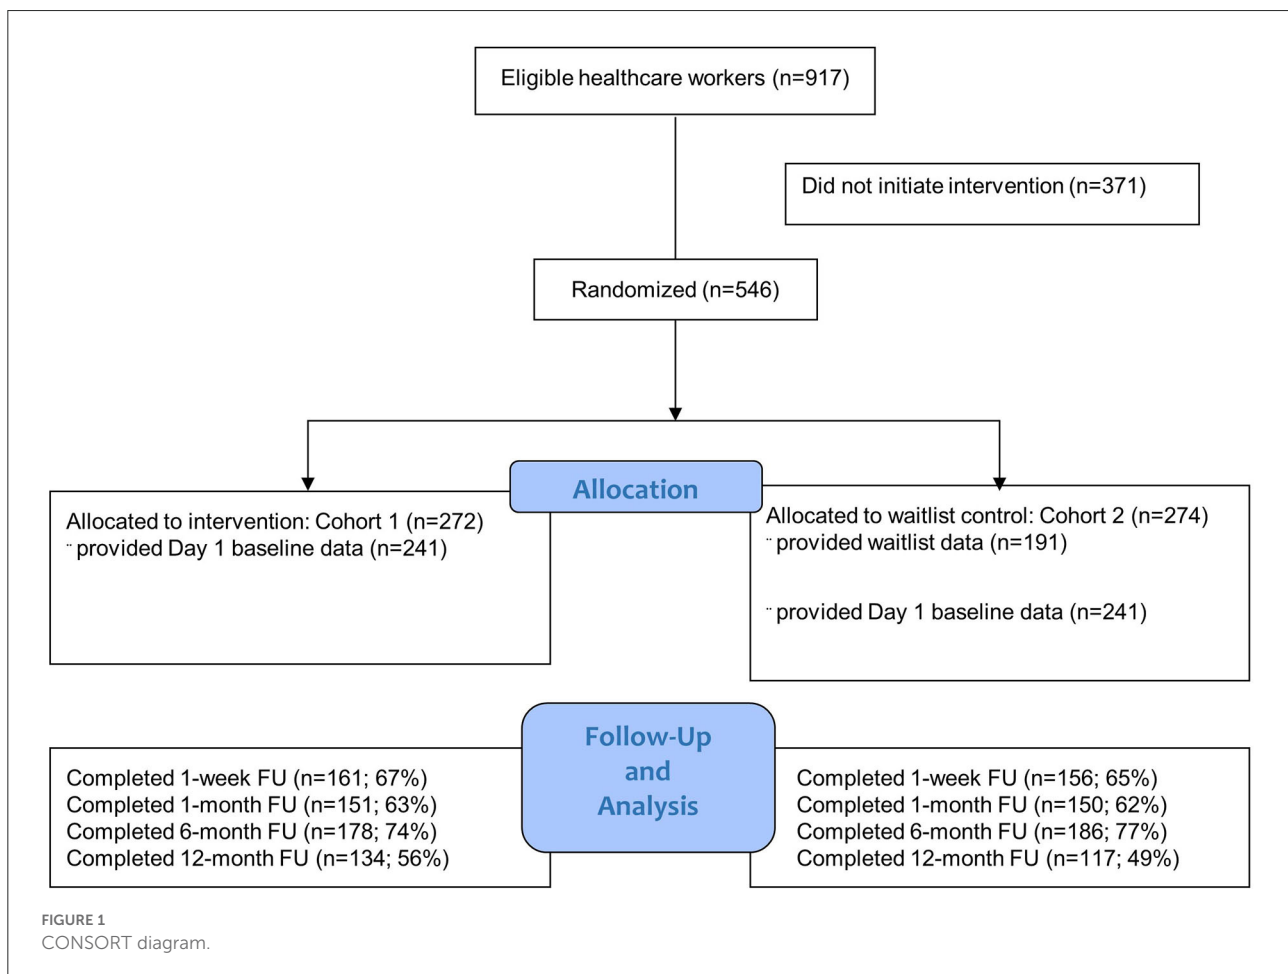 Eligible healthcare workers (n=917)
Did not initiate intervention (n=371)
Randomized (n=546)
Allocation
Allocated to intervention: Cohort 1 (n=272)
¨ provided Day 1 baseline data (n=241)
Allocated to waitlist control: Cohort 2 (n=274)
¨ provided waitlist data (n=191)
¨ provided Day 1 baseline data (n=241)
Follow-Up
and
Analysis
Completed 1-week FU (n=161; 67%)
Completed 1-month FU (n=151; 63%)
Completed 6-month FU (n=178; 74%)
Completed 12-month FU (n=134; 56%)
Completed 1-week FU (n=156; 65%)
Completed 1-month FU (n=150; 62%)
Completed 6-month FU (n=186; 77%)
Completed 12-month FU (n=117; 49%)
FIGURE 1
CONSORT diagram.